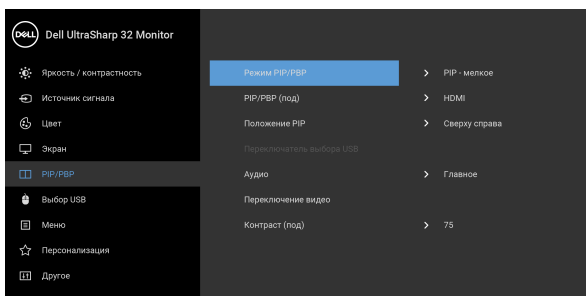 DELL Dell UltraSharp 32 Monitor
Яркость / контрастность
Источник сигнала
Цвет
Экран
PIP/PBP
Выбор USB
Меню
Персонализация
Другое
Режим PIP/PBP PIP - мелкое
PIP/PBP (под) HDMI
Положение PIP Сверху справа
Переключатель выбора USB
Аудио Главное
Переключение видео
Контраст (под) 75